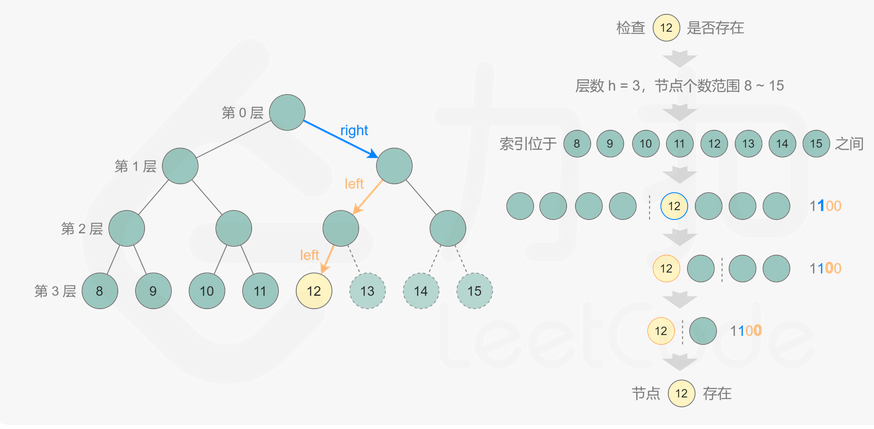 第 0 层
right
第 1 层
left
第 2 层
left
第 3 层 8 9 10 11 12 13 14 15
检查 12 是否存在
层数 h = 3，节点个数范围 8 ~ 15
索引位于 8 9 10 11 12 13 14 15 之间
12 1100
12 1100
12 1100
节点 12 存在
力扣
LeetCode